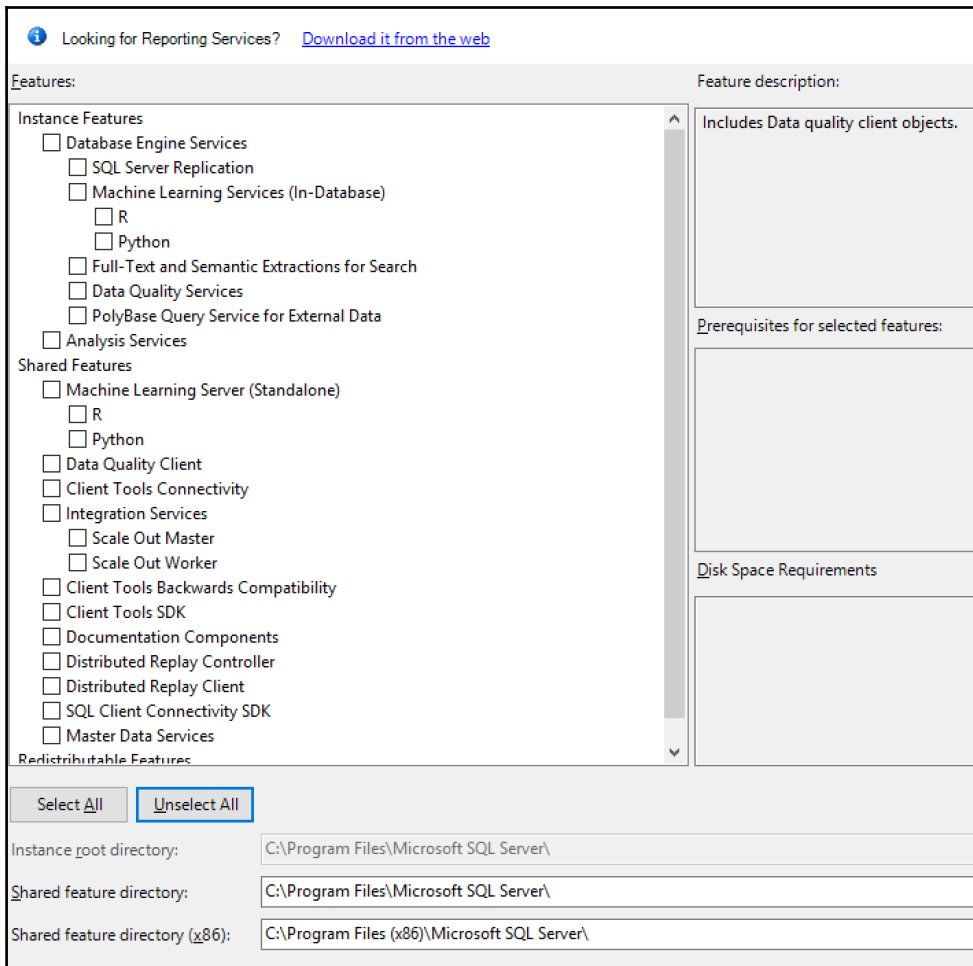 Looking for Reporting Services? Download it from the web
Features:
Instance Features
Database Engine Services
SQL Server Replication
Machine Learning Services (In-Database)
R
Python
Full-Text and Semantic Extractions for Search
Data Quality Services
PolyBase Query Service for External Data
Analysis Services
Shared Features
Machine Learning Server (Standalone)
R
Python
Data Quality Client
Client Tools Connectivity
Integration Services
Scale Out Master
Scale Out Worker
Client Tools Backwards Compatibility
Client Tools SDK
Documentation Components
Distributed Replay Controller
Distributed Replay Client
SQL Client Connectivity SDK
Master Data Services
Redistributable Features
Feature description:
Includes Data quality client objects.
Prerequisites for selected features:
Disk Space Requirements
Select All
Unselect All
Instance root directory: C:\Program Files\Microsoft SQL Server\
Shared feature directory: C:\Program Files\Microsoft SQL Server\
Shared feature directory (x86): C:\Program Files (x86)\Microsoft SQL Server\